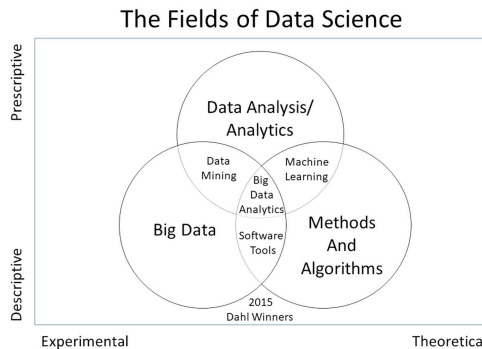 The Fields of Data Science
Prescriptive
Data Analysis/
Analytics
Data
Mining
Machine
Learning
Big
Data
Analytics
Big Data
Software
Tools
Methods
And
Algorithms
Descriptive
2015
Dahl Winners
Experimental
Theoretica